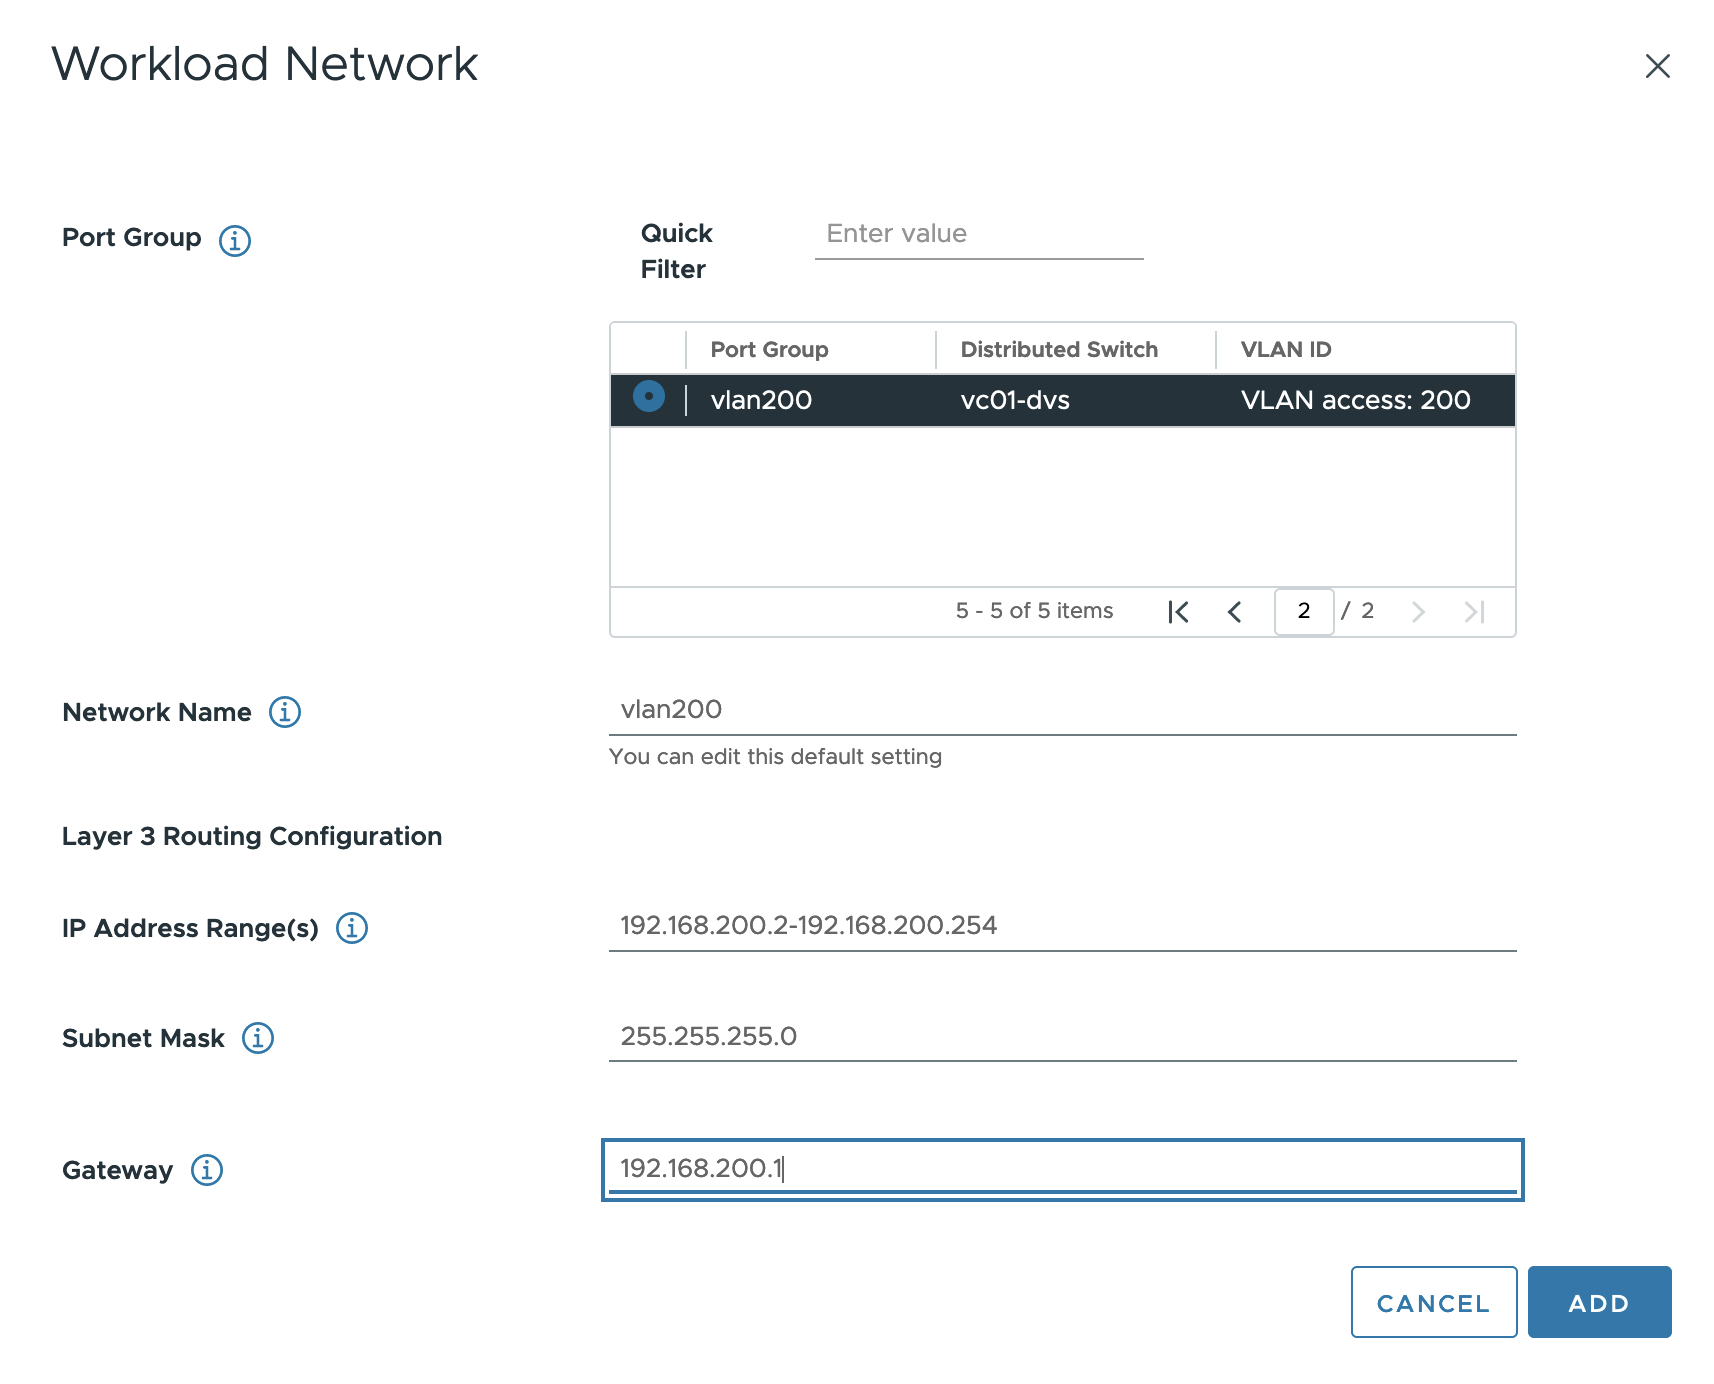 Workload Network
Port Group
Quick
Filter
Enter value
Port Group Distributed Switch VLAN ID
vlan200 vc01-dvs VLAN access: 200
5 - 5 of 5 items 2 / 2
Network Name
vlan200
You can edit this default setting
Layer 3 Routing Configuration
IP Address Range(s)
192.168.200.2-192.168.200.254
Subnet Mask
255.255.255.0
Gateway
192.168.200.1
CANCEL ADD